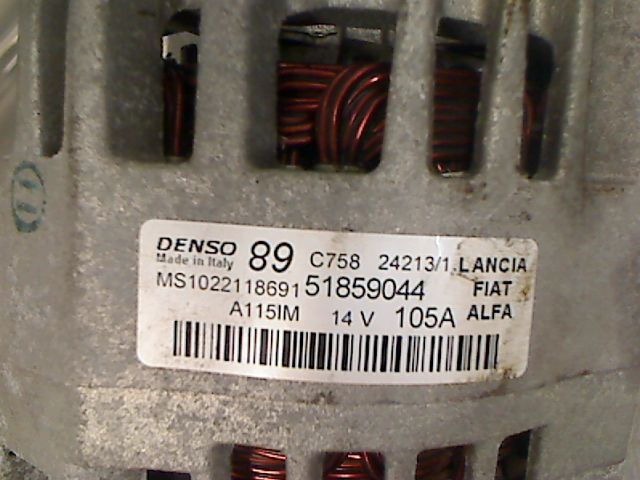 DENSO 89 C758 24213/1 LANCIA
Made in Italy
MS1022118691 51859044 FIAT
A115IM 14 V 105A ALFA